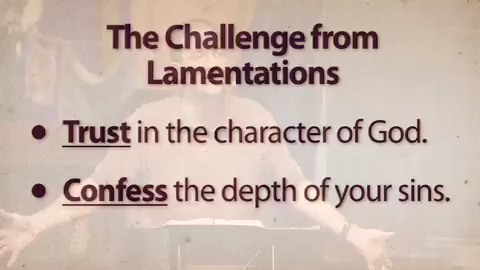 The Challenge from
Lamentations
• Trust in the character of God.
• Confess the depth of your sins.